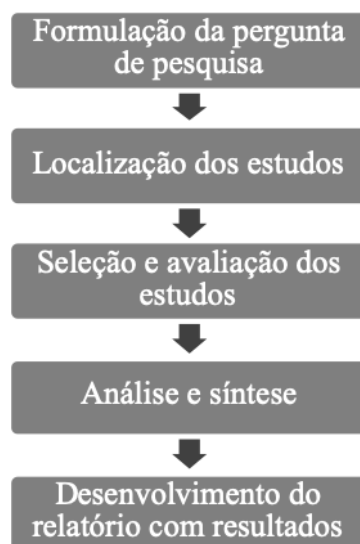 Formulação da pergunta
de pesquisa
Localização dos estudos
Seleção e avaliação dos
estudos
Análise e síntese
Desenvolvimento do
relatório com resultados